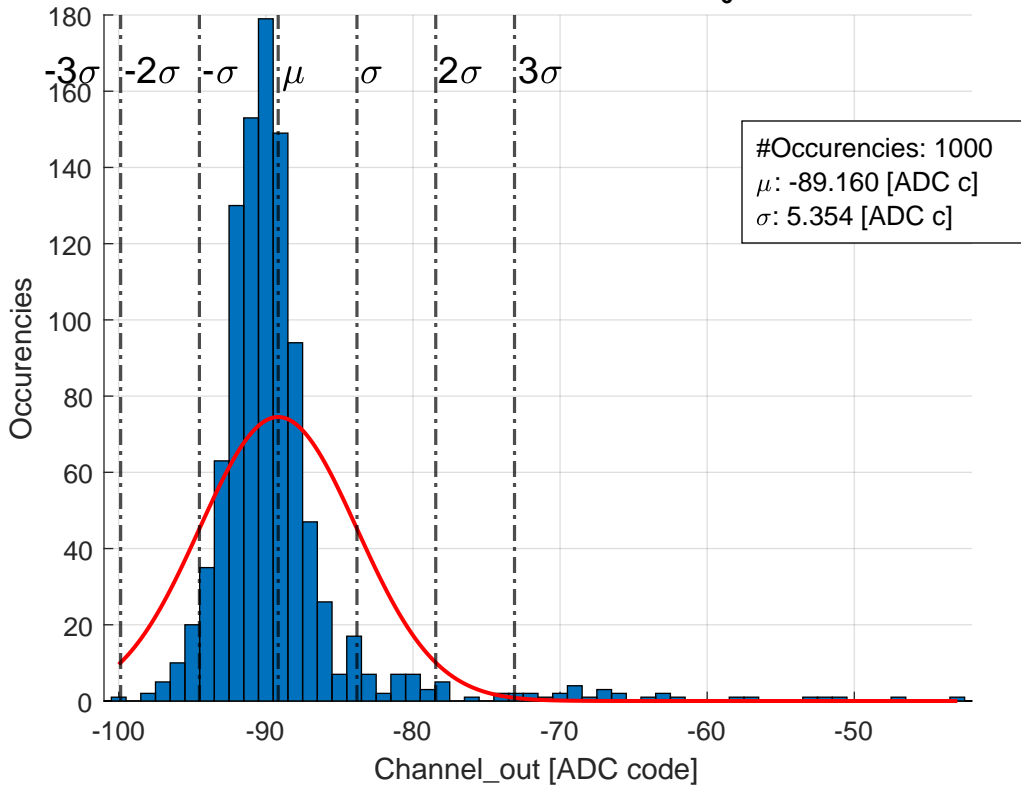 180
160
140
120
100
80
60
40
20
0
Occurencies
-3σ -2σ -σ μ σ 2σ 3σ
#Occurencies: 1000
μ: -89.160 [ADC c]
σ: 5.354 [ADC c]
-100 -90 -80 -70 -60 -50
Channel_out [ADC code]